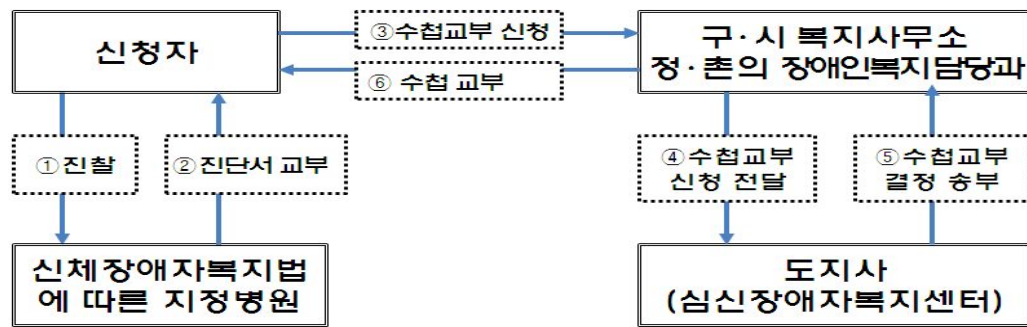 신청자
③수첩교부 신청
⑥ 수첩 교부
구·시 복지사무소
정·촌의 장애인복지담당과
①진찰
②진단서 교부
④수첩교부
신청 전달
⑤수첩교부
결정 송부
신체장애자복지법
에 따른 지정병원
도지사
(심신장애자복지센터)